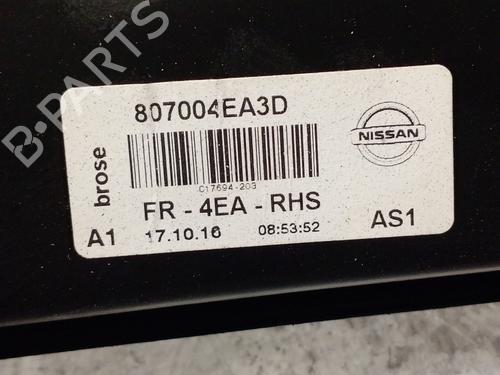 B-PARTS
807004EA3D
NISSAN
brose
C17694-203
FR - 4EA - RHS
A1 17.10.16 08:53:52 AS1